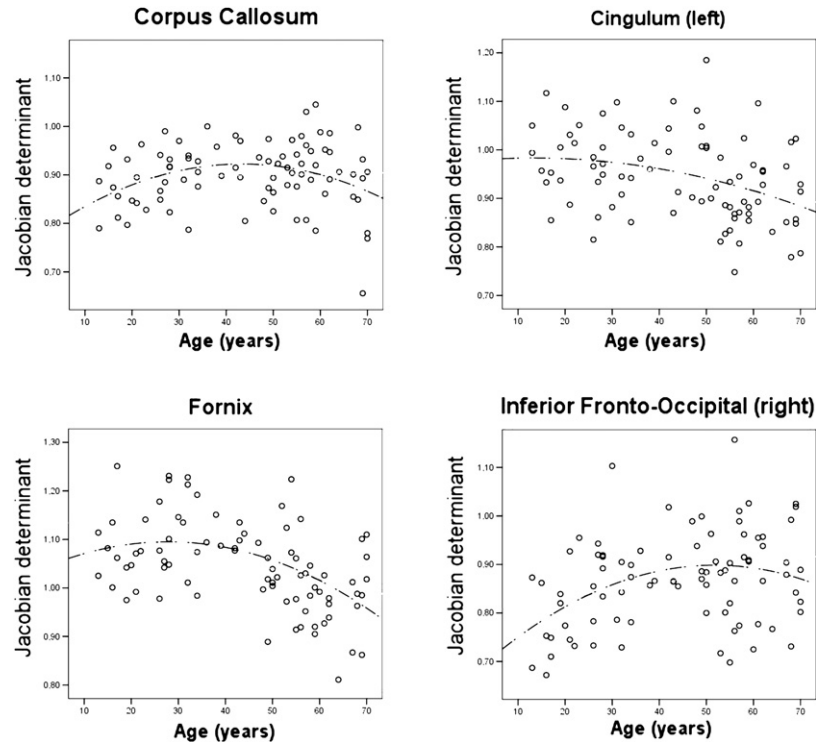 Corpus Callosum
Jacobian determinant
1.10
1.00
0.90
0.80
0.70
10 20 30 40 50 60 70
Age (years)
Cingulum (left)
Jacobian determinant
1.20
1.10
1.00
0.90
0.80
0.70
10 20 30 40 50 60 70
Age (years)
Fornix
Jacobian determinant
1.30
1.20
1.10
1.00
0.90
0.80
10 20 30 40 50 60 70
Age (years)
Inferior Fronto-Occipital (right)
Jacobian determinant
1.10
1.00
0.90
0.80
0.70
10 20 30 40 50 60 70
Age (years)